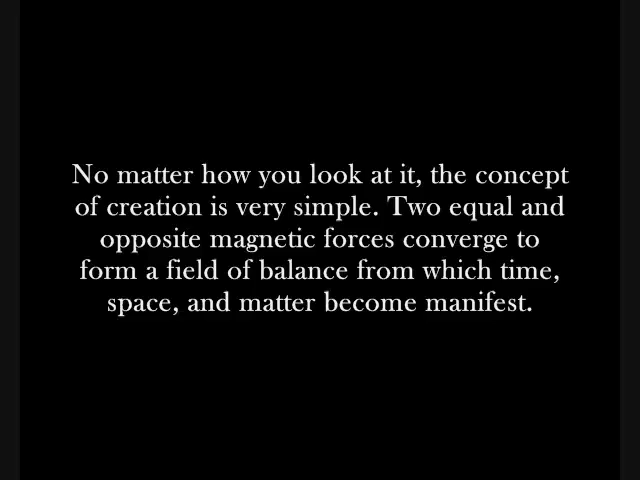 No matter how you look at it, the concept
of creation is very simple. Two equal and
opposite magnetic forces converge to
form a field of balance from which time,
space, and matter become manifest.